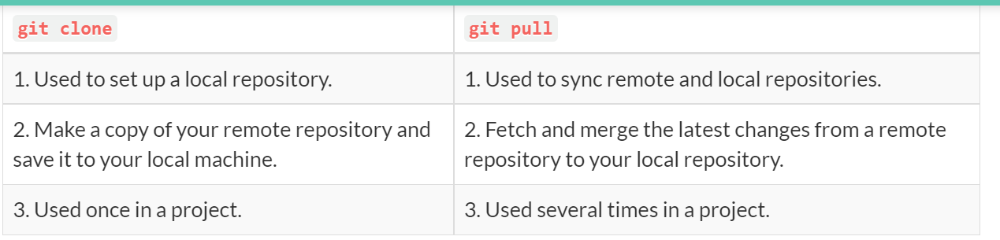 git clone
git pull
1. Used to set up a local repository.
1. Used to sync remote and local repositories.
2. Make a copy of your remote repository and
save it to your local machine.
2. Fetch and merge the latest changes from a remote
repository to your local repository.
3. Used once in a project.
3. Used several times in a project.